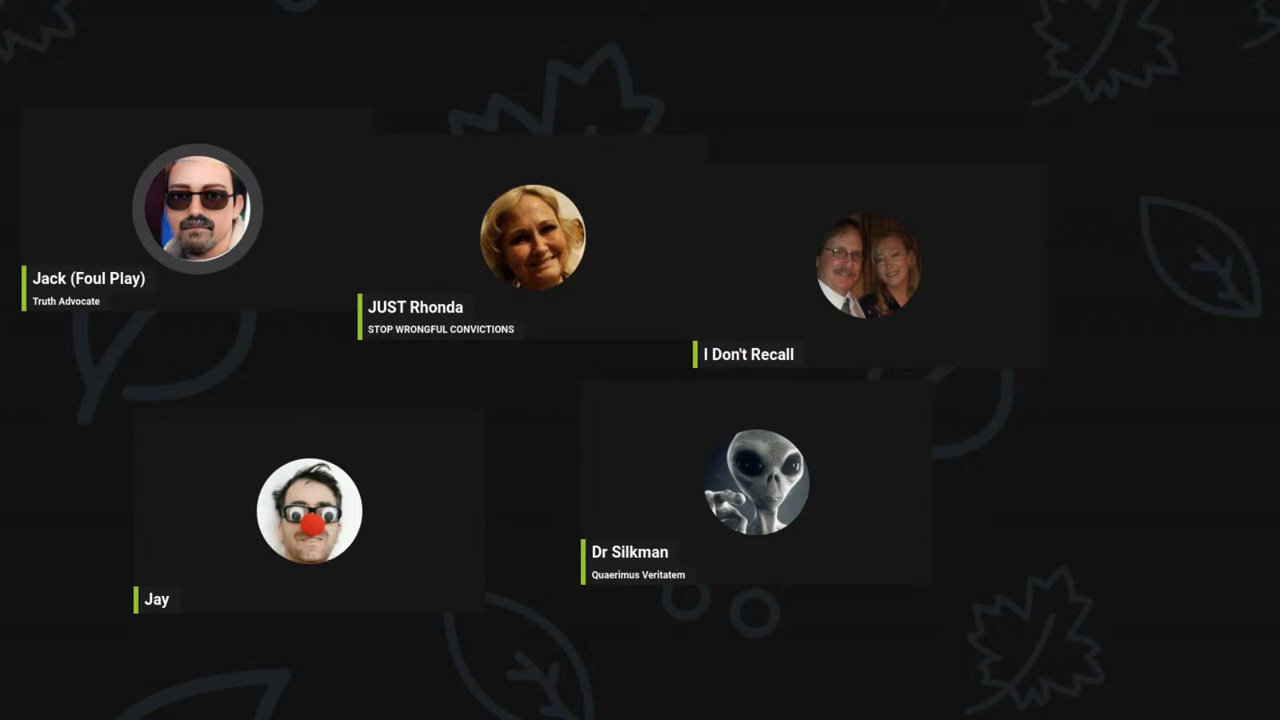 Jack (Foul Play)
Truth Advocate
JUST Rhonda
STOP WRONGFUL CONVICTIONS
I Don't Recall
Jay
Dr Silkman
Quaerimus Veritatem